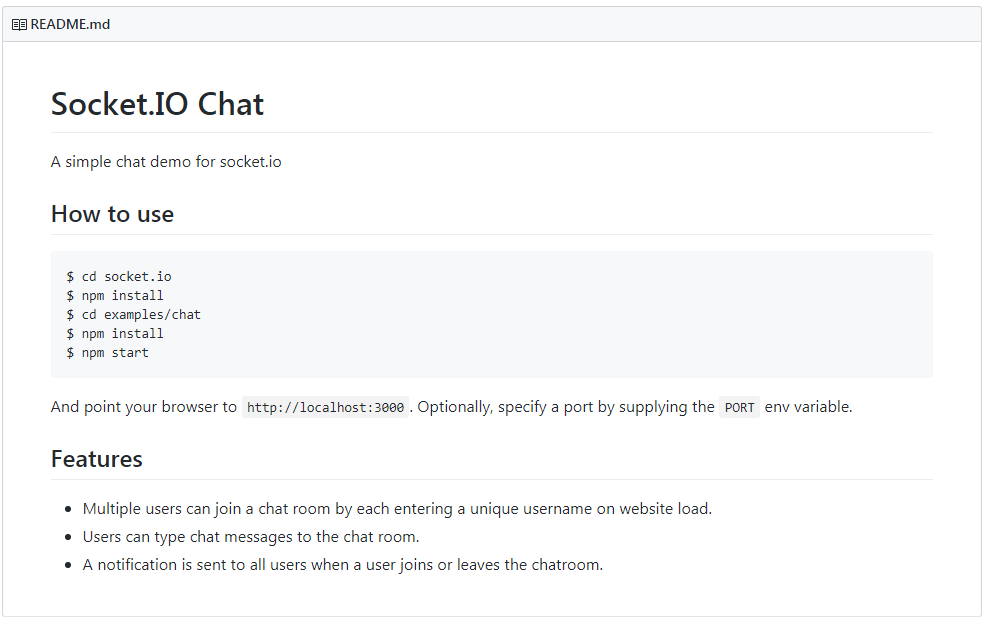 README.md
Socket.IO Chat
A simple chat demo for socket.io
How to use
$ cd socket.io
$ npm install
$ cd examples/chat
$ npm install
$ npm start
And point your browser to http://localhost:3000. Optionally, specify a port by supplying the PORT env variable.
Features
• Multiple users can join a chat room by each entering a unique username on website load.
• Users can type chat messages to the chat room.
• A notification is sent to all users when a user joins or leaves the chatroom.